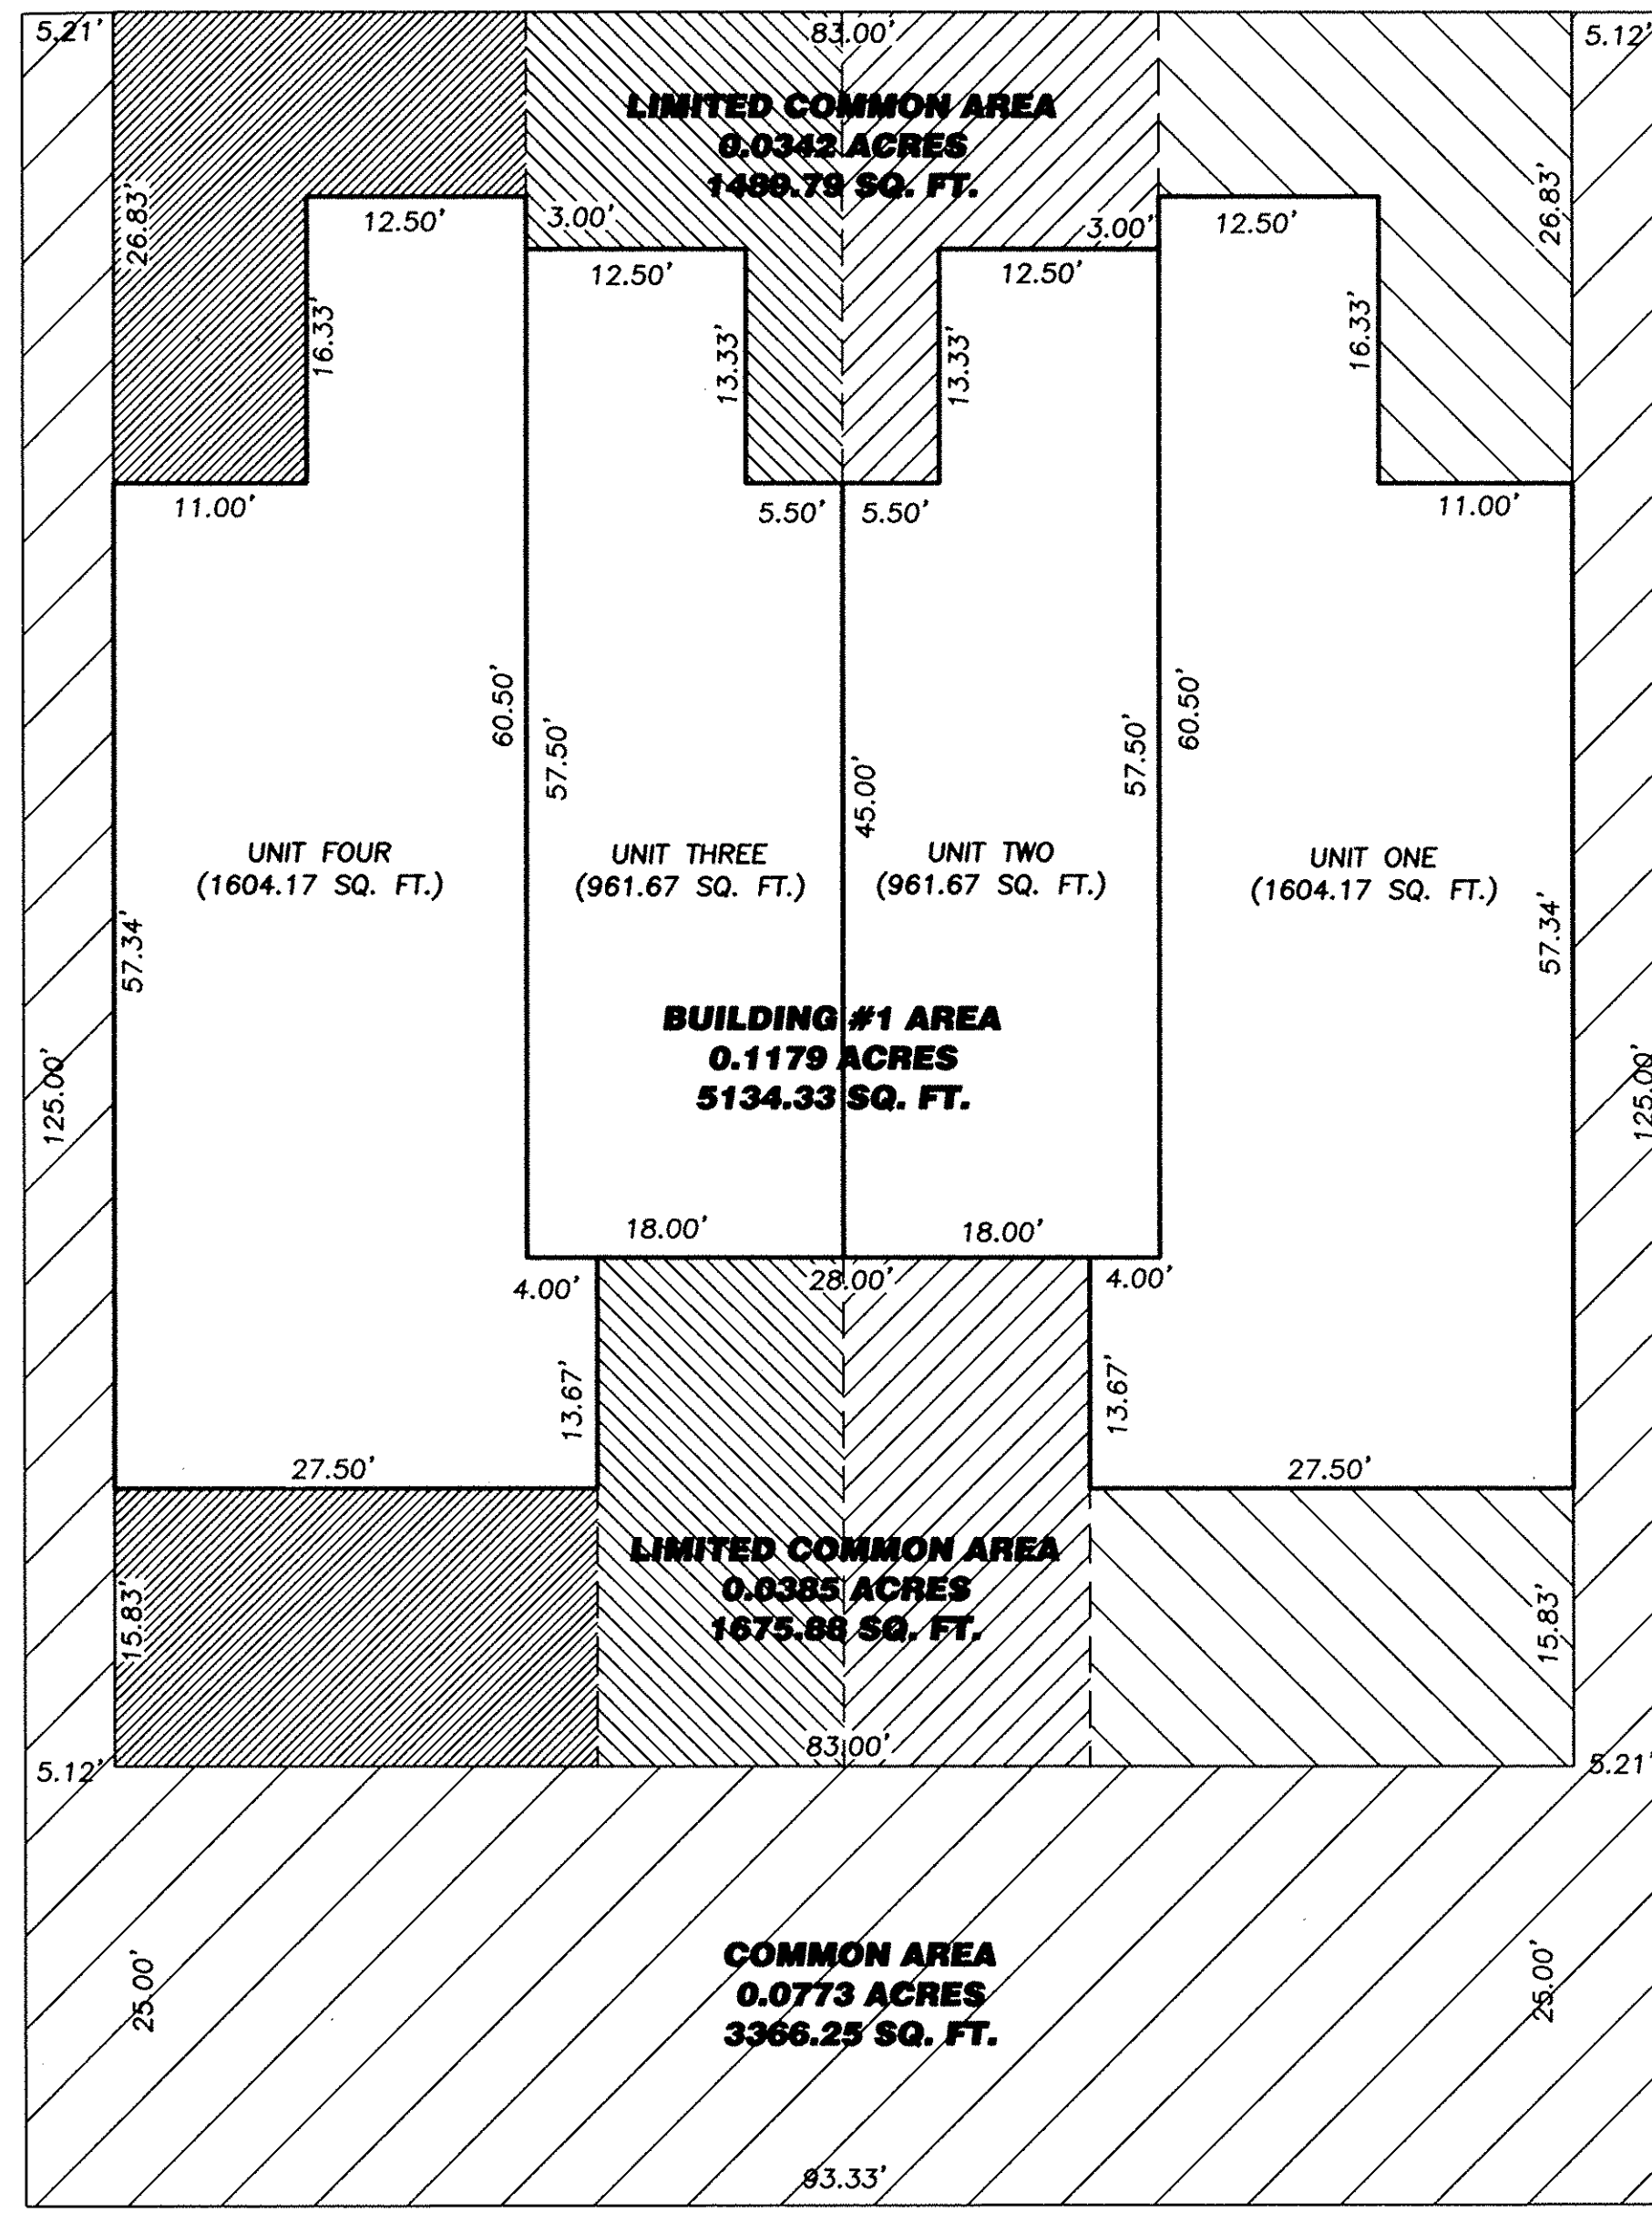 5.21'
83.00'
5.12'
LIMITED COMMON AREA
0.0342 ACRES
1489.79 SQ. FT.
26.83'
12.50'
3.00'
3.00'
12.50'
26.83'
12.50'
12.50'
16.33'
13.33'
13.33'
16.33'
11.00'
5.50'
5.50'
11.00'
60.50'
57.50'
45.00'
57.50'
60.50'
UNIT FOUR
(1604.17 SQ. FT.)
UNIT THREE
(961.67 SQ. FT.)
UNIT TWO
(961.67 SQ. FT.)
UNIT ONE
(1604.17 SQ. FT.)
57.34'
57.34'
BUILDING #1 AREA
0.1179 ACRES
5134.33 SQ. FT.
125.00'
125.00'
18.00'
18.00'
4.00'
28.00'
4.00'
13.67'
13.67'
27.50'
27.50'
LIMITED COMMON AREA
0.0385 ACRES
1675.88 SQ. FT.
15.83'
15.83'
83.00'
5.12'
5.21'
COMMON AREA
0.0773 ACRES
3366.25 SQ. FT.
25.00'
25.00'
93.33'